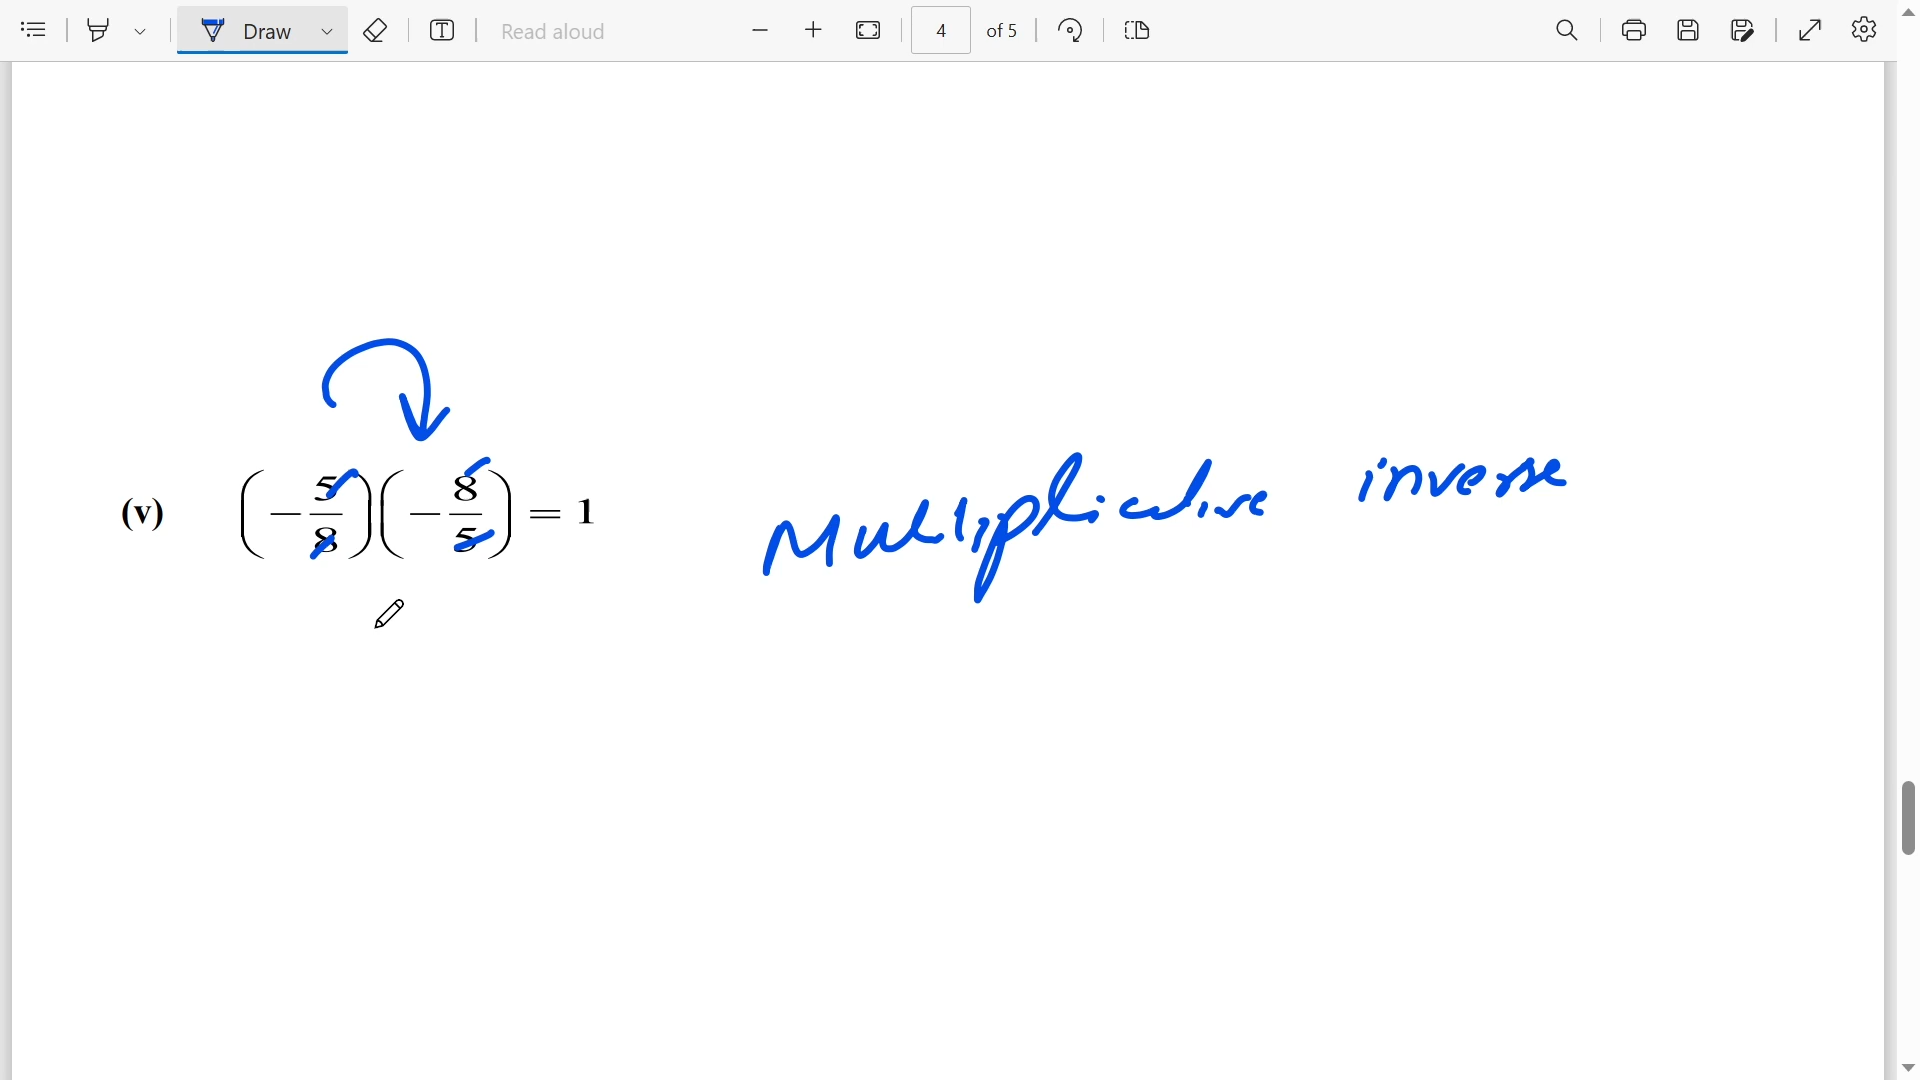 Draw
Read aloud
4 of 5
(v) (-5/8)(-8/5) = 1
Multiplicative inverse